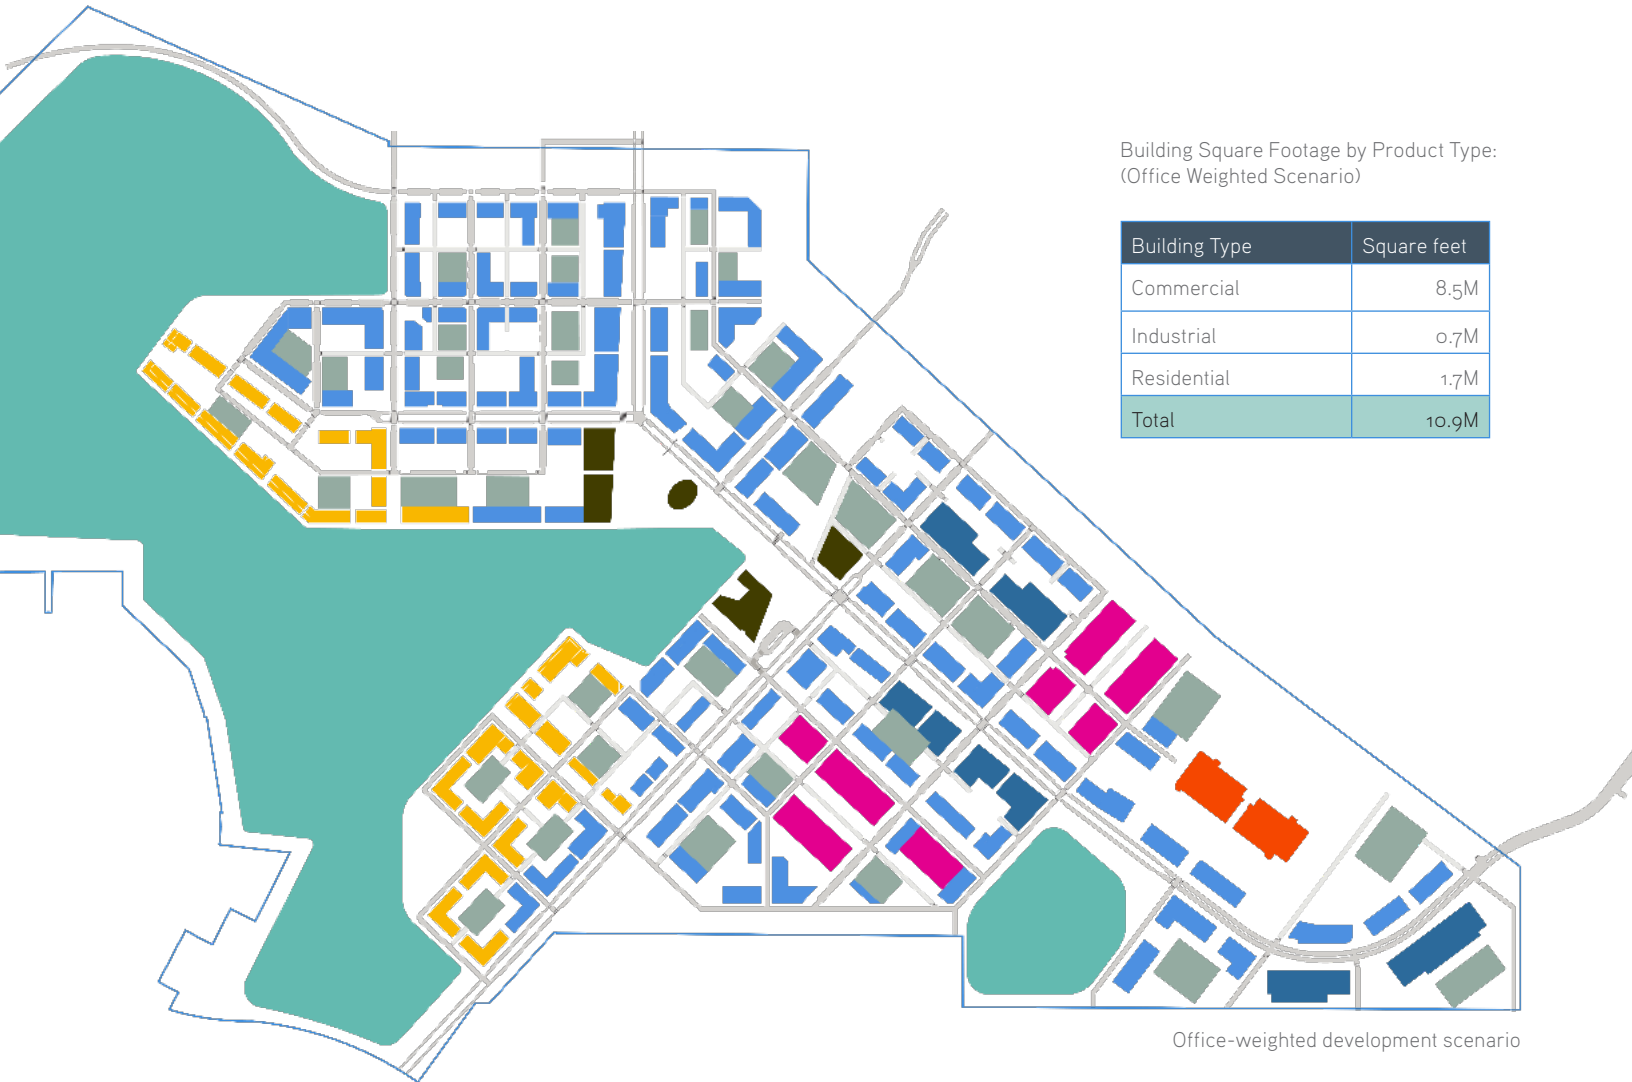 Building Square Footage by Product Type:
(Office Weighted Scenario)
Building Type Square feet
Commercial 8.5M
Industrial 0.7M
Residential 1.7M
Total 10.9M
Office-weighted development scenario